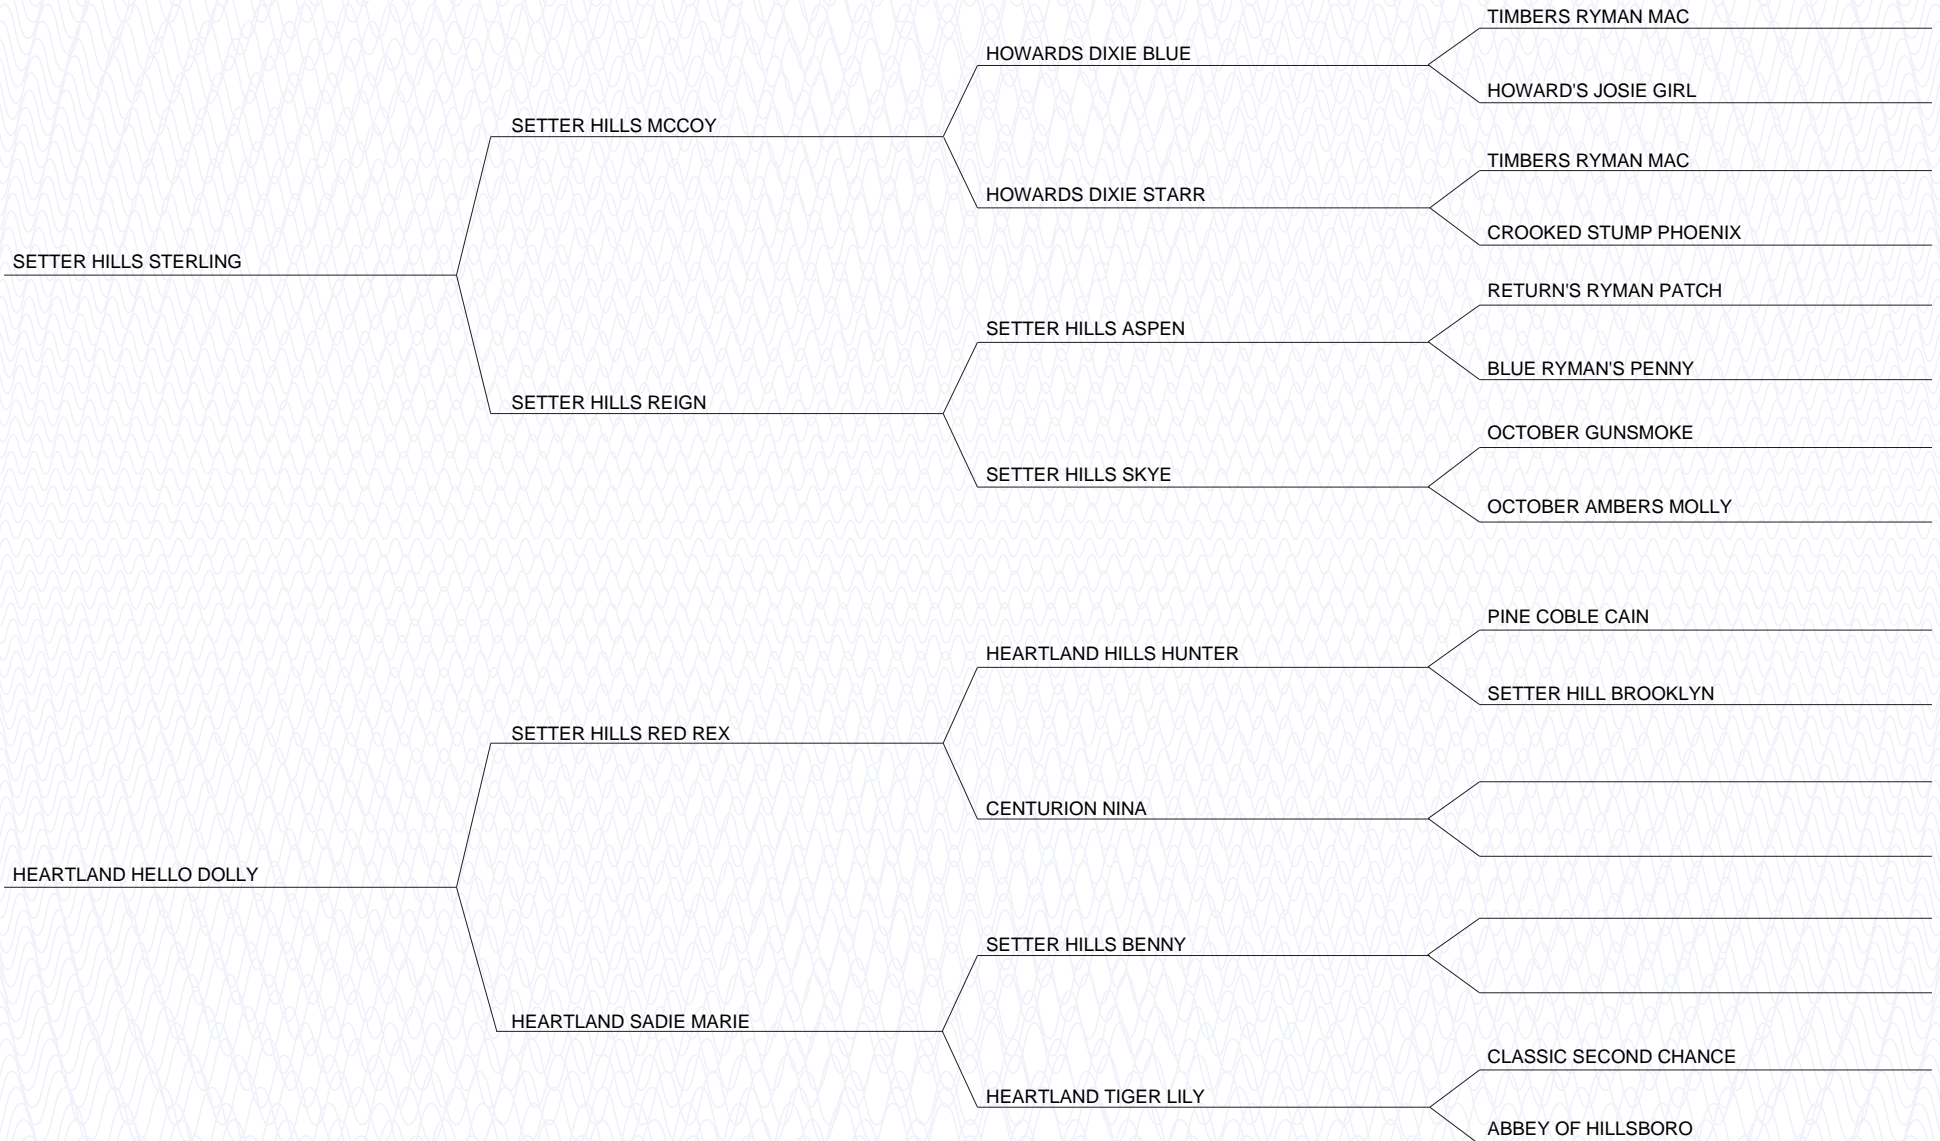 TIMBERS RYMAN MAC
HOWARDS DIXIE BLUE
HOWARD'S JOSIE GIRL
SETTER HILLS MCCOY
TIMBERS RYMAN MAC
HOWARDS DIXIE STARR
CROOKED STUMP PHOENIX
SETTER HILLS STERLING
RETURN'S RYMAN PATCH
SETTER HILLS ASPEN
BLUE RYMAN'S PENNY
SETTER HILLS REIGN
OCTOBER GUNSMOKE
SETTER HILLS SKYE
OCTOBER AMBERS MOLLY
PINE COBLE CAIN
HEARTLAND HILLS HUNTER
SETTER HILL BROOKLYN
SETTER HILLS RED REX
CENTURION NINA
HEARTLAND HELLO DOLLY
SETTER HILLS BENNY
HEARTLAND SADIE MARIE
CLASSIC SECOND CHANCE
HEARTLAND TIGER LILY
ABBEY OF HILLSBORO